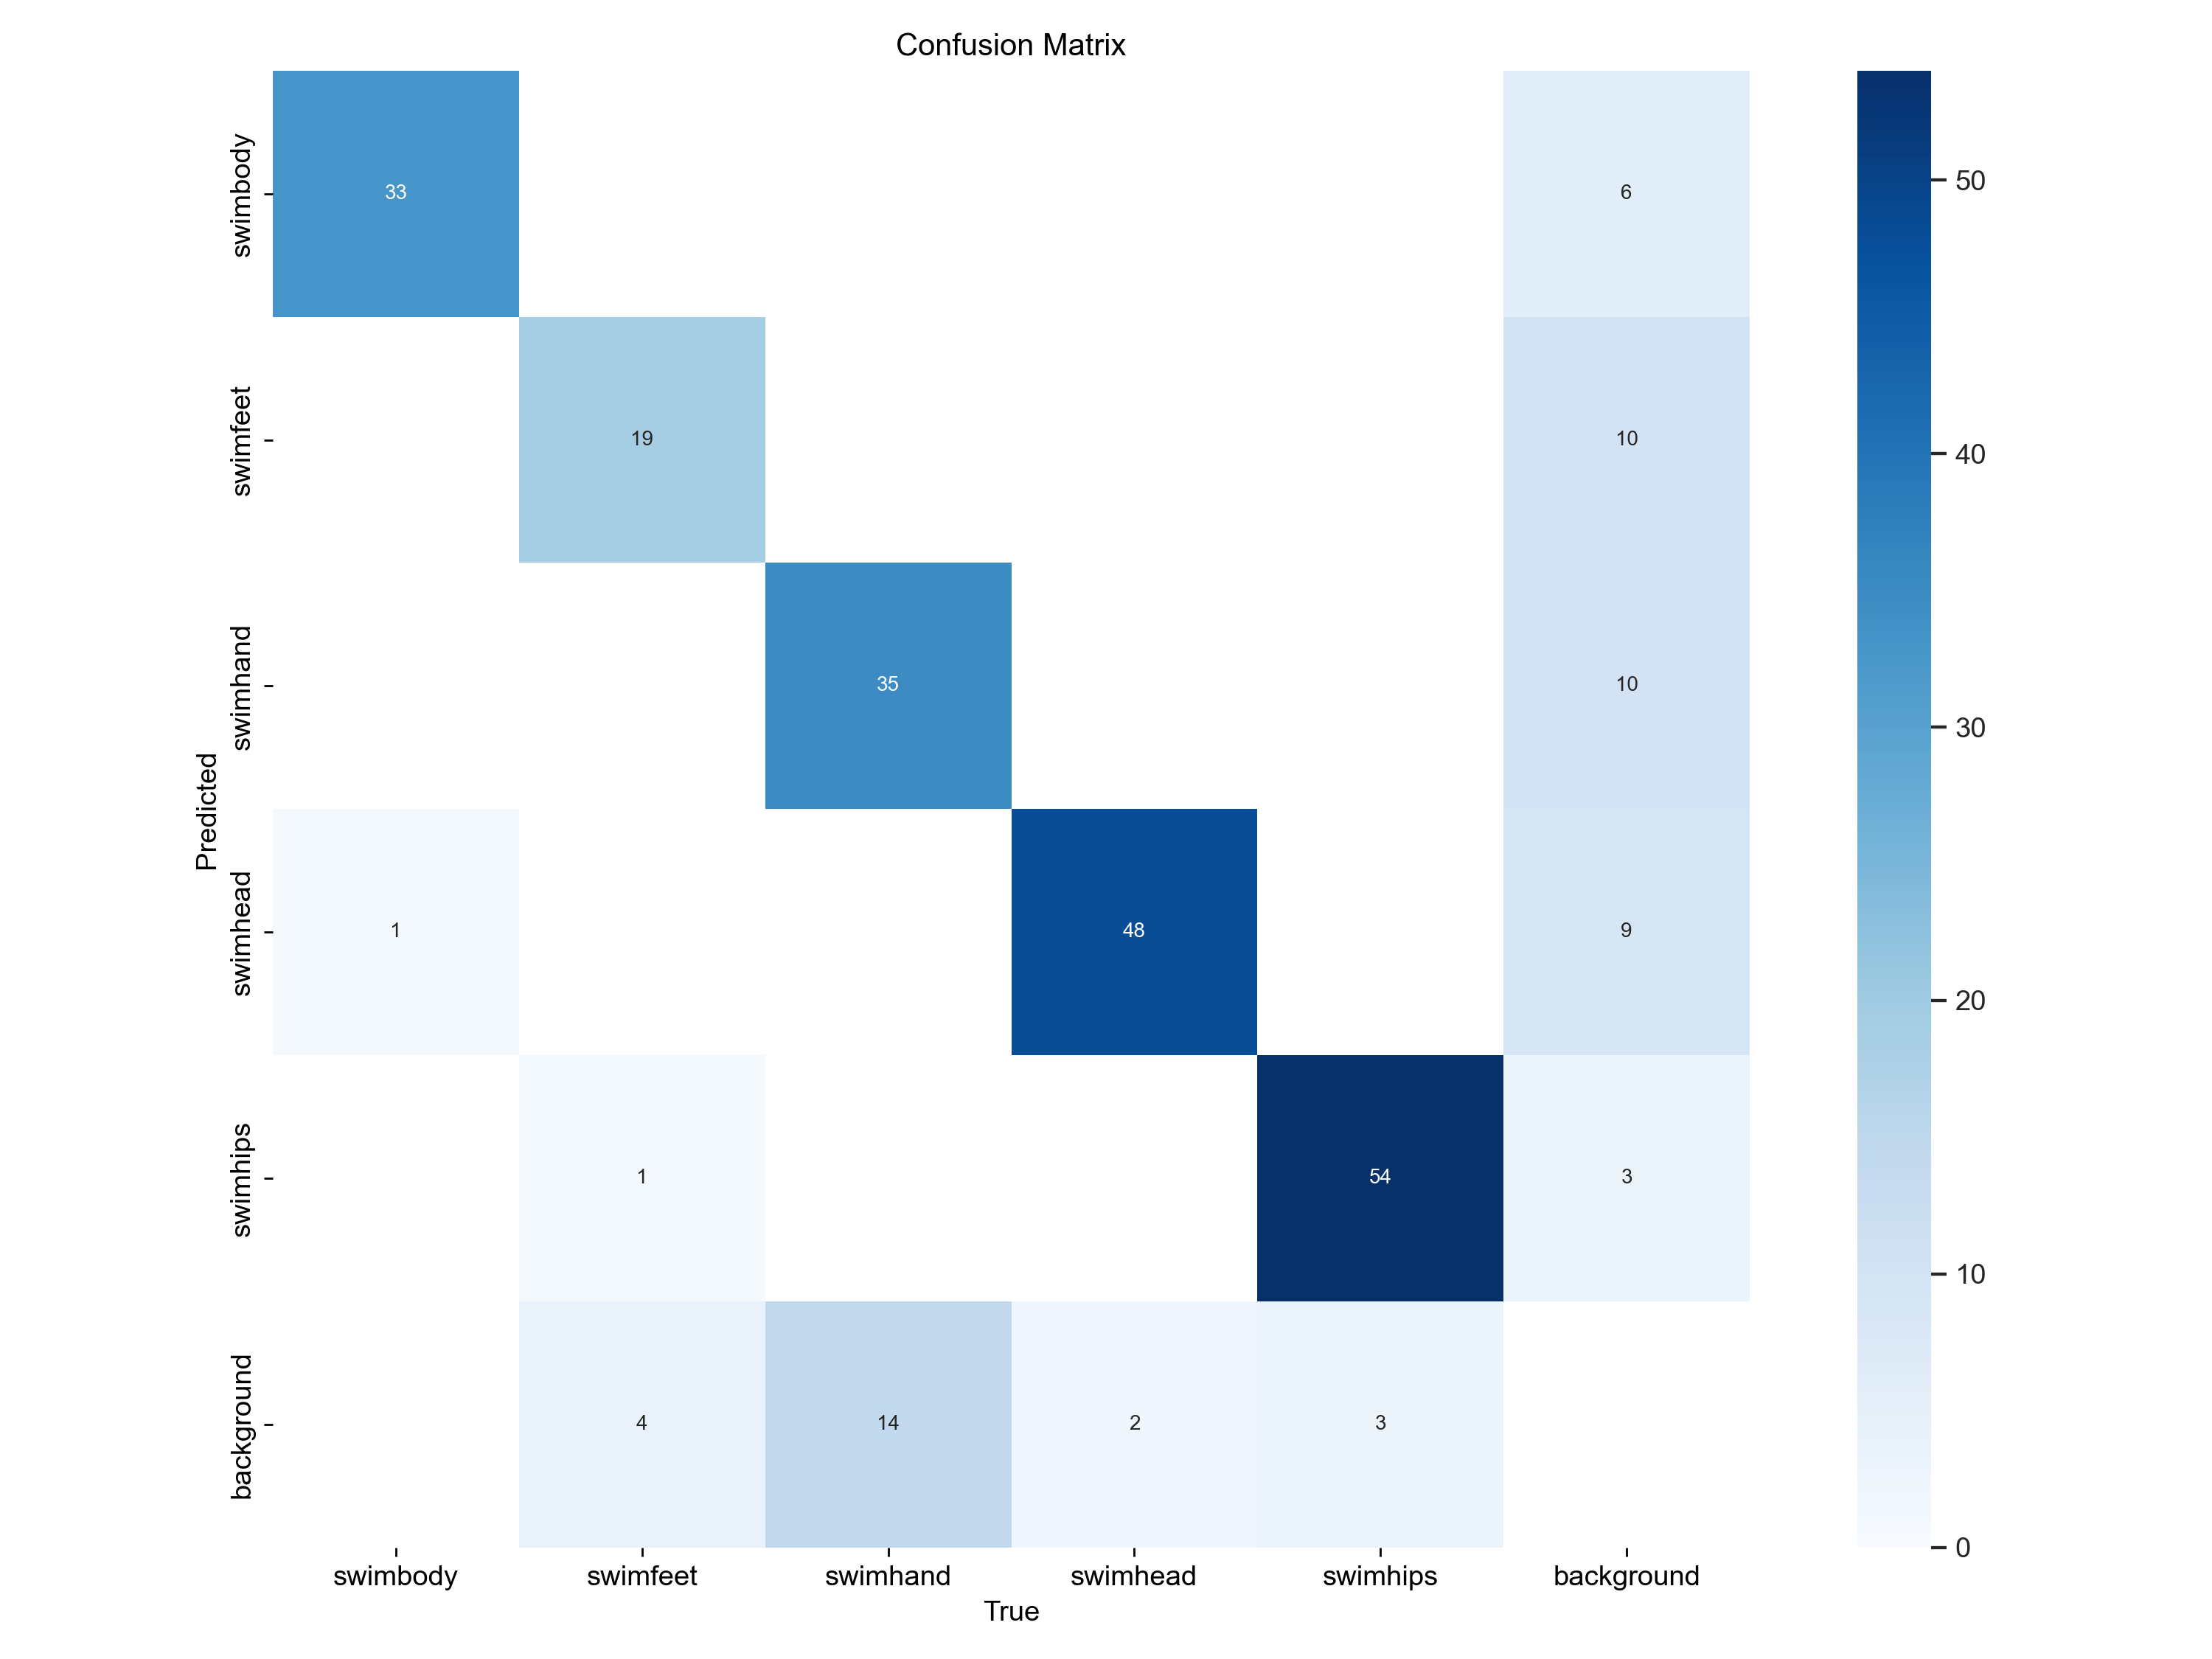 Confusion Matrix
swimbody
33
6
50
swimfeet
19
10
40
swimhand
35
10
30
Predicted
swimhead
1
48
9
20
swimhips
1
54
3
10
background
4
14
2
3
0
swimbody swimfeet swimhand swimhead swimhips background
True